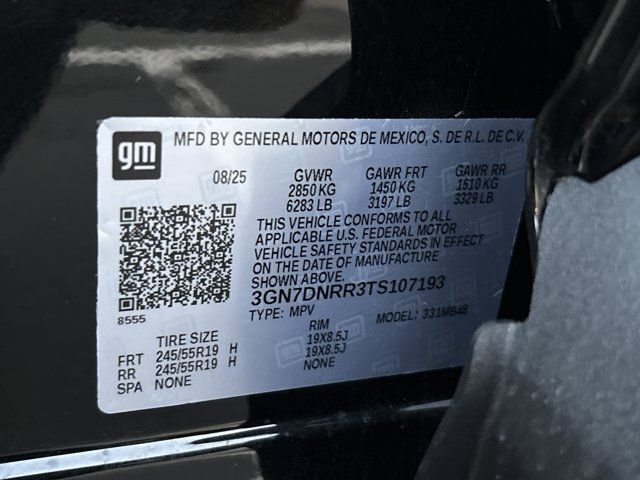 gm
MFD BY GENERAL MOTORS DE MEXICO, S. DE R.L. DE C.V.
08/25 GVWR GAWR FRT GAWR RR
2850 KG 1450 KG 1510 KG
6283 LB 3197 LB 3329 LB
THIS VEHICLE CONFORMS TO ALL
APPLICABLE U.S. FEDERAL MOTOR
VEHICLE SAFETY STANDARDS IN EFFECT
ON THE DATE OF MANUFACTURE
SHOWN ABOVE.
3GN7DNRR3TS107193
TYPE: MPV MODEL: 331MB48
8555
TIRE SIZE RIM
FRT 245/55R19 H 19X8.5J
RR 245/55R19 H 19X8.5J
SPA NONE NONE